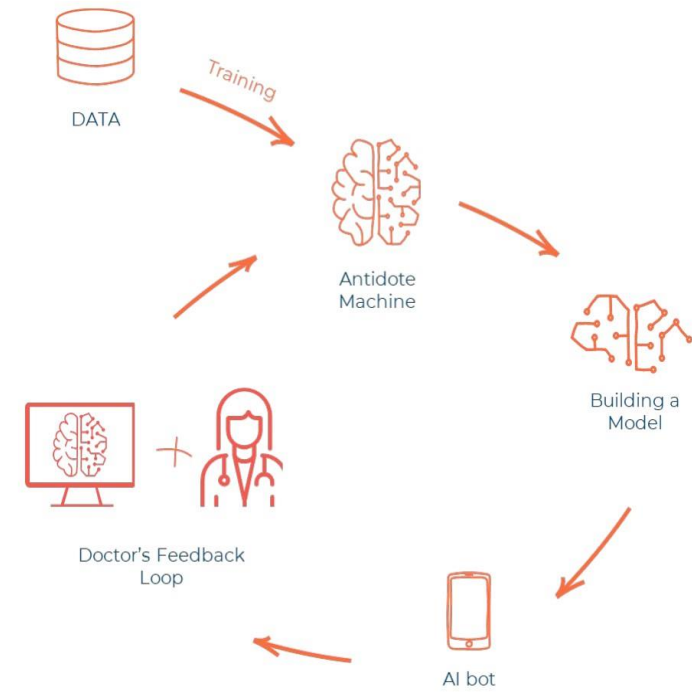 DATA
Training
Antidote
Machine
Building a
Model
Doctor's Feedback
Loop
AI bot